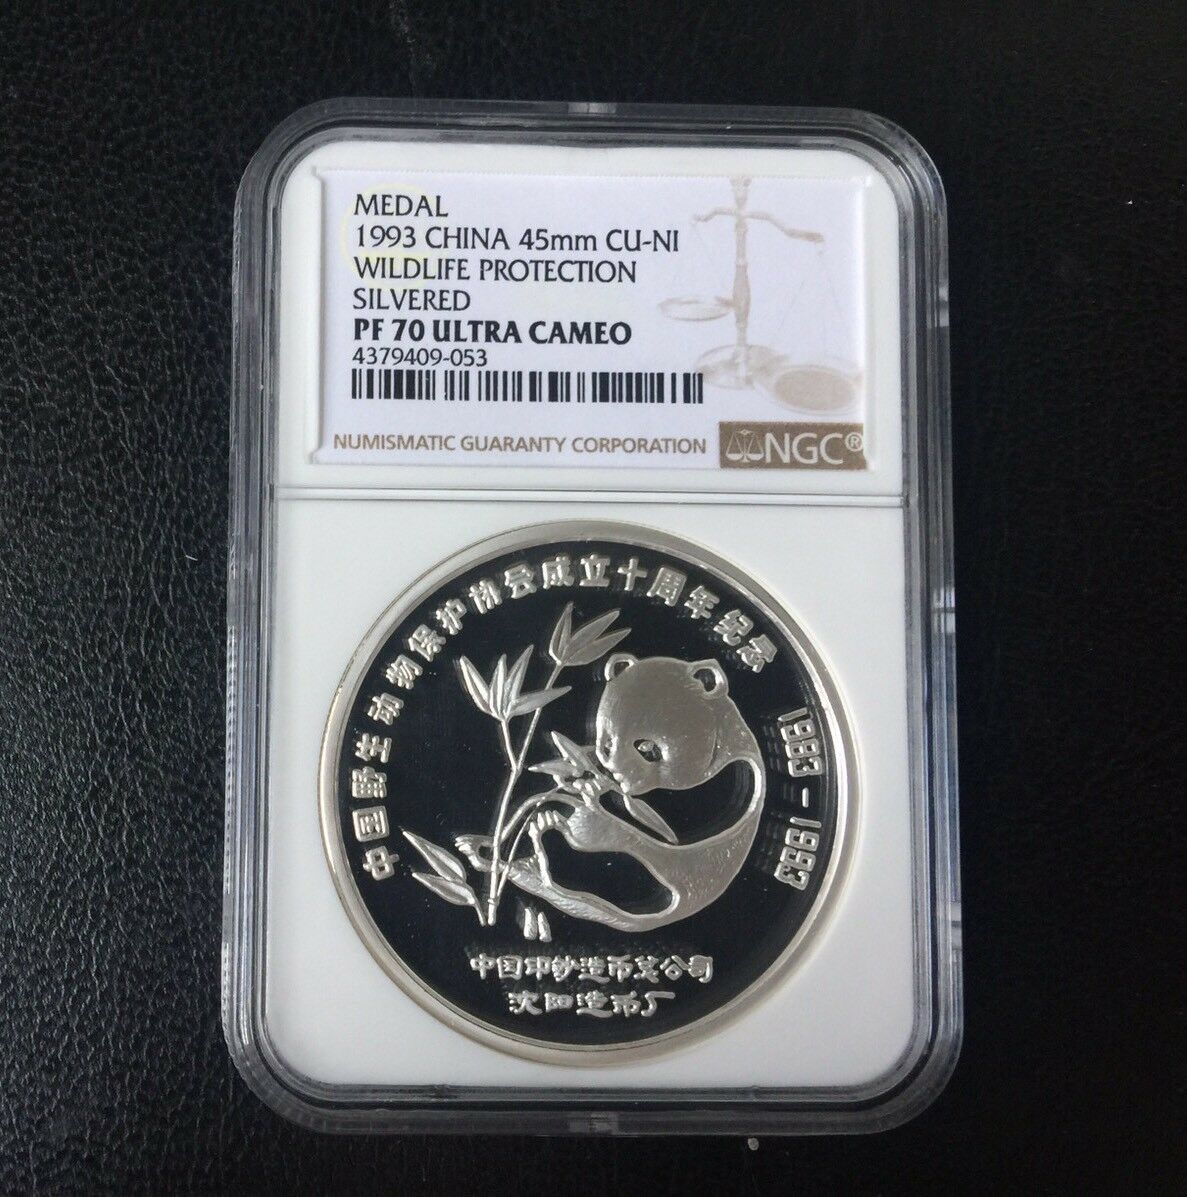 MEDAL
1993 CHINA 45mm CU-NI
WILDLIFE PROTECTION
SILVERED
PF 70 ULTRA CAMEO
4379409-053
NUMISMATIC GUARANTY CORPORATION
NGC®
中国野生动物保护协会成立十周年纪念
1983-1993
中国印钞造币总公司
沈阳造币厂